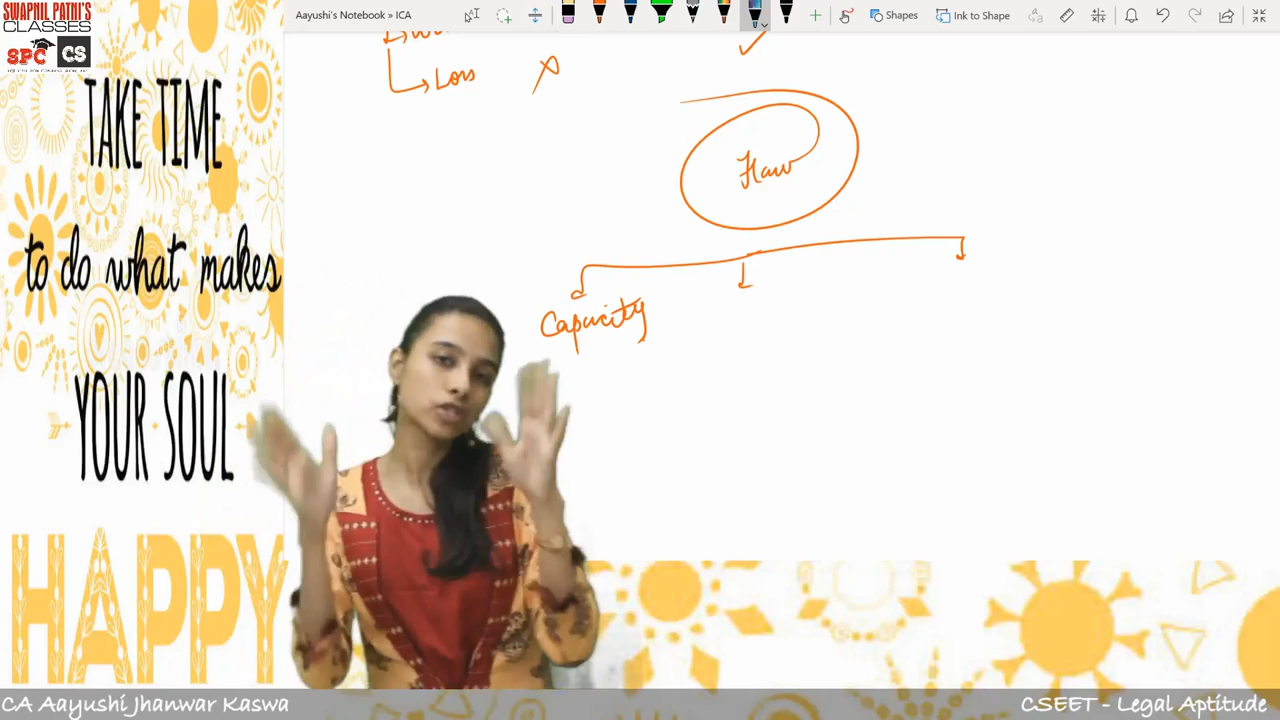 SWAPNIL PATNI'S
CLASSES
SPC CS
Aayushi's Notebook » ICA
Shapes
Ink to Shape
Loss
X
Flaw
Capacity
TAKE TIME
to do what makes
YOUR SOUL
HAPPY
CA Aayushi Jhanwar Kaswa
CSEET - Legal Aptitude